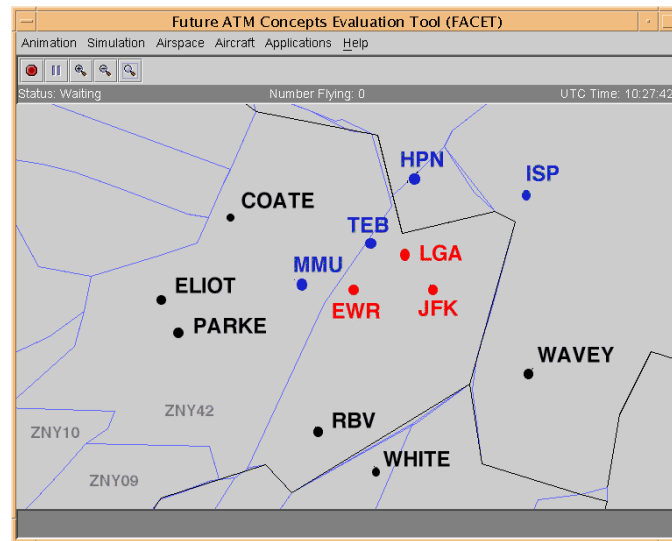 Future ATM Concepts Evaluation Tool (FACET)
Animation Simulation Airspace Aircraft Applications Help
Status: Waiting Number Flying: 0 UTC Time: 10:27:42
HPN
ISP
COATE
TEB
LGA
MMU
ELIOT
EWR
JFK
PARKE
WAVEY
ZNY42
RBV
ZNY10
WHITE
ZNY09